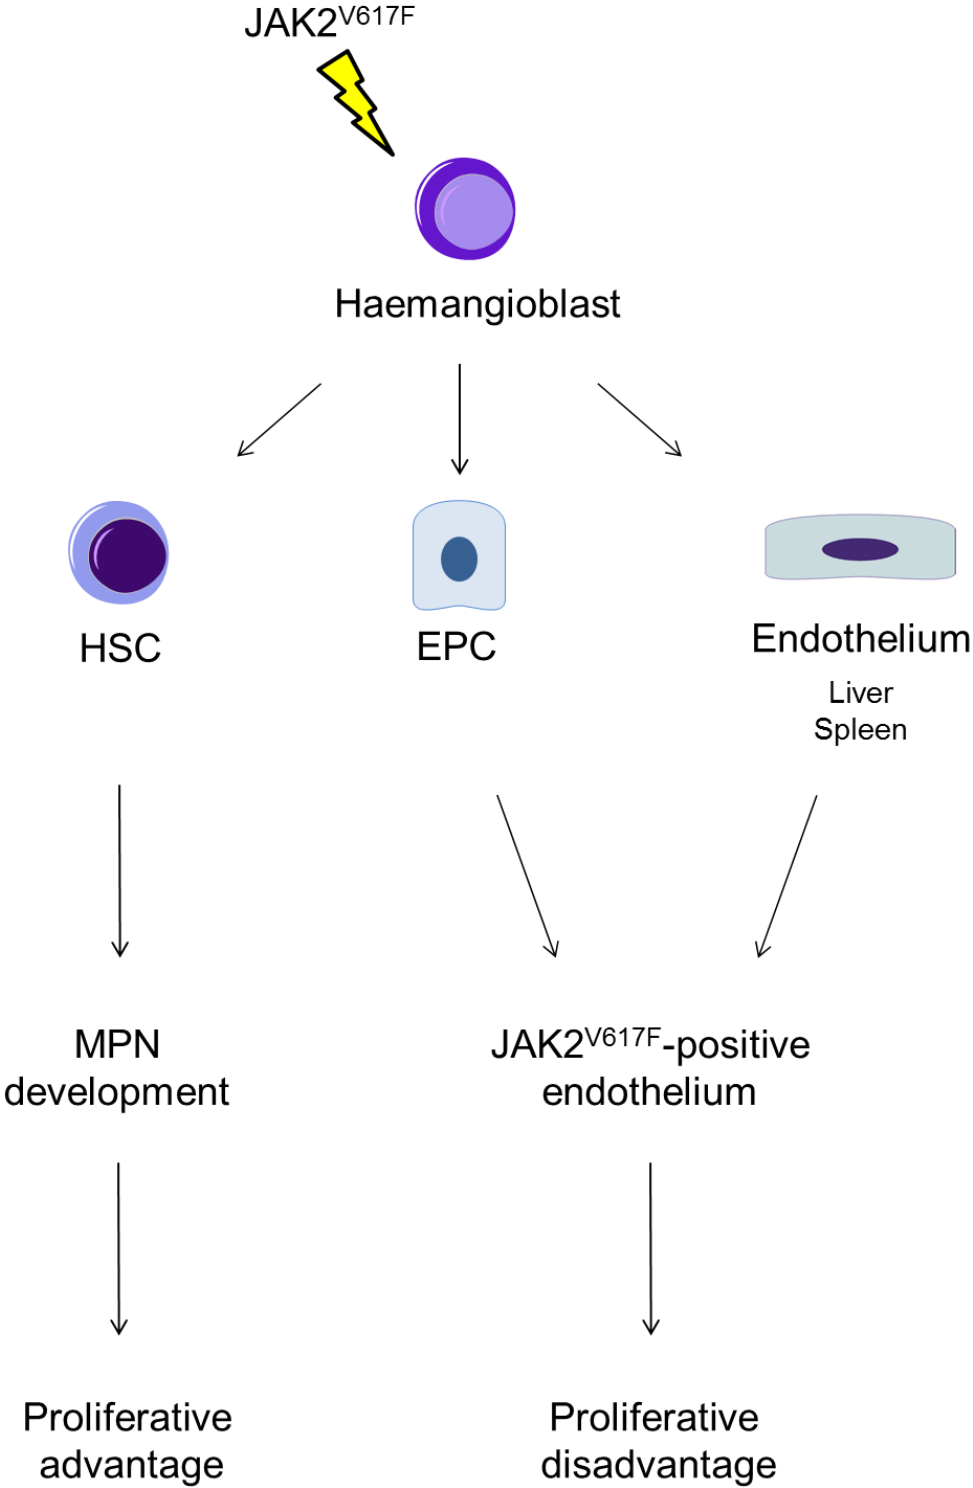 JAK2V617F
Haemangioblast
HSC
EPC
Endothelium
Liver
Spleen
MPN
development
JAK2V617F-positive
endothelium
Proliferative
advantage
Proliferative
disadvantage